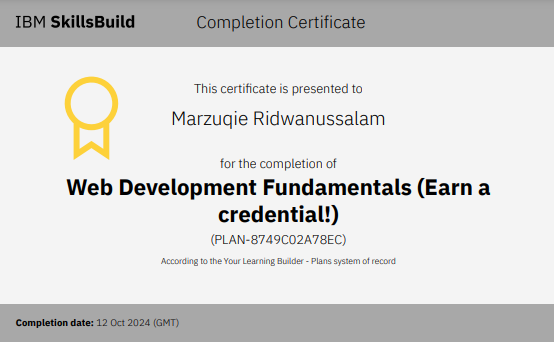 IBM SkillsBuild
Completion Certificate
This certificate is presented to
Marzuqie Ridwanussalam
for the completion of
Web Development Fundamentals (Earn a
credential!)
(PLAN-8749C02A78EC)
According to the Your Learning Builder - Plans system of record
Completion date: 12 Oct 2024 (GMT)